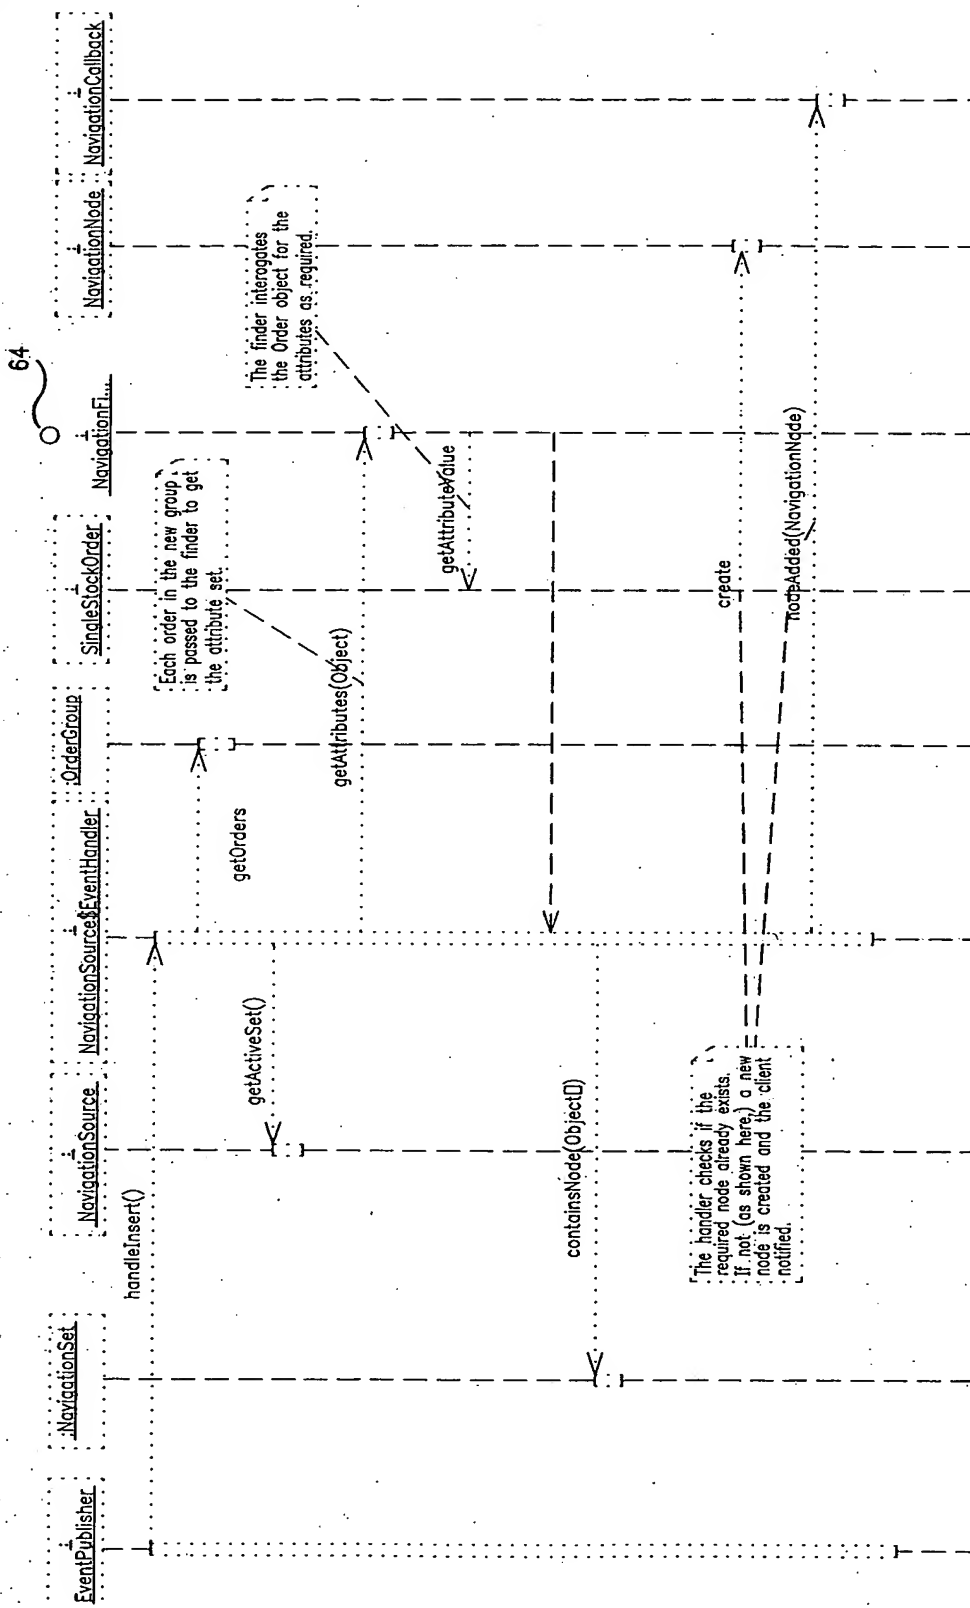 64
EventPublisher
:NavigationSet
NavigationSource
NavigationSource$EventHandler
:OrderGroup
SingleStockOrder
NavigationFi...
NavigationNode
NavigationCallback
handleInsert()
getOrders
Each order in the new group
is passed to the finder to get
the attribute set.
getActiveSet()
The finder interogates
the Order object for the
attributes as required.
getAttributes(Object)
getAttributeValue
containsNode(Object[])
The handler checks if the
required node already exists.
If not (as shown here,) a new
node is created and the client
notified.
create
nodeAdded(NavigationNode)